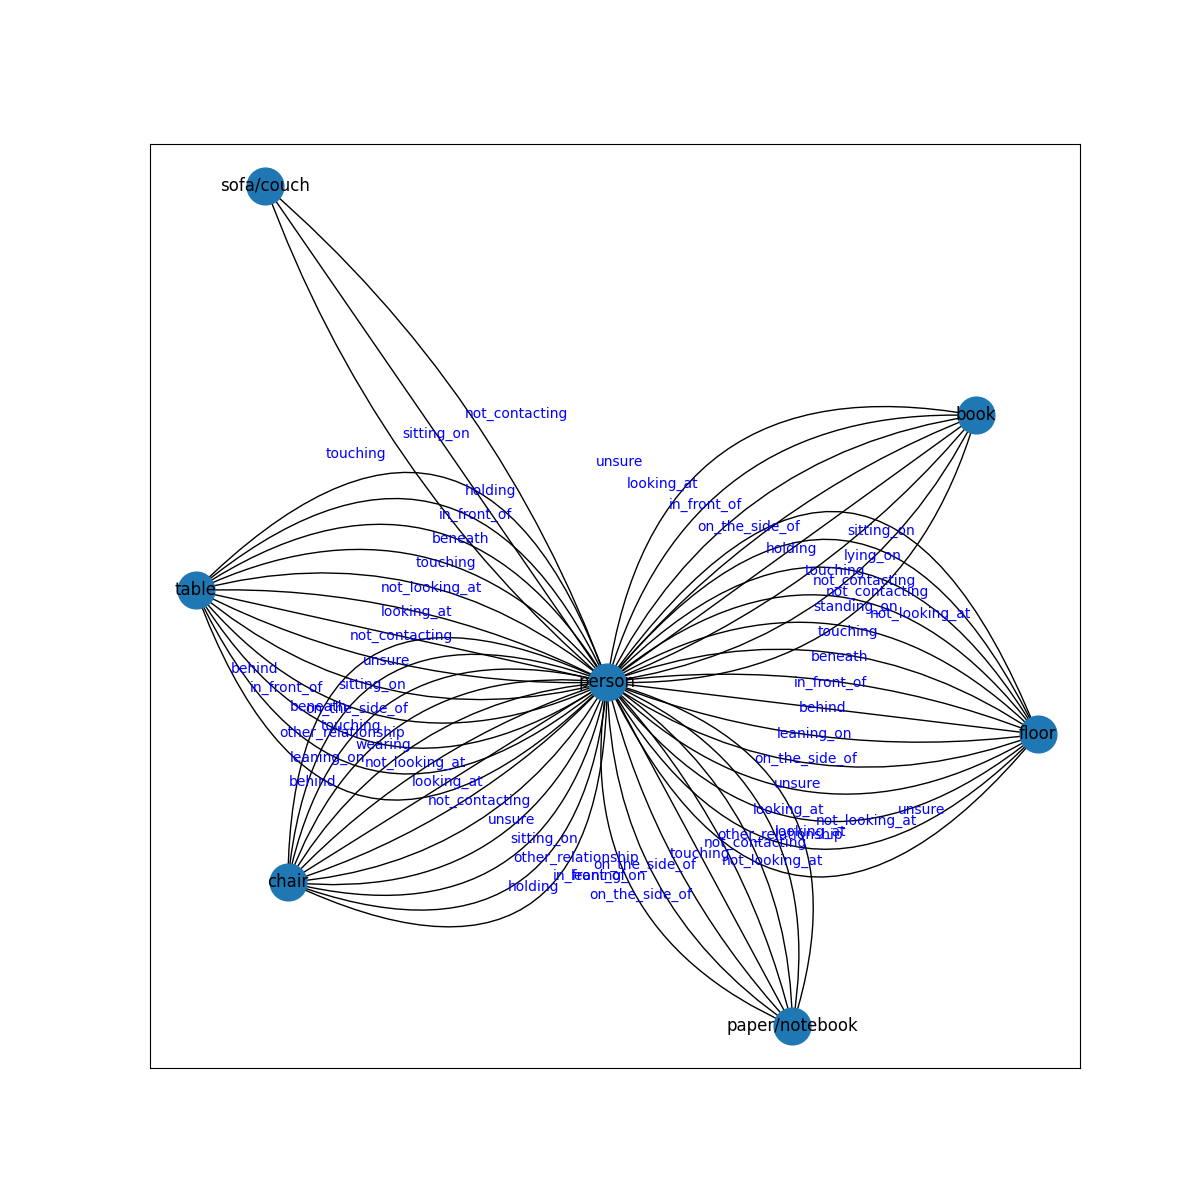 sofa/couch
not_contacting
book
sitting_on
touching
unsure
looking_at
holding
in_front_of
in_front_of
on_the_side_of
sitting_on
beneath
holding
lying_on
touching
touching
not_contacting
table
not_looking_at
not_contacting
looking_at
standing_on
not_looking_at
not_contacting
touching
unsure
beneath
behind
person
in_front_of
in_front_of
sitting_on
beneath
on_the_side_of
behind
touching
other_relationship
leaning_on
floor
wearing
leaning_on
not_looking_at
on_the_side_of
behind
looking_at
unsure
not_contacting
looking_at
unsure
unsure
not_looking_at
sitting_on
other_relationship
looking_at
not_contacting
other_relationship
touching
not_looking_at
on_the_side_of
in_front_of
leaning_on
chair
holding
on_the_side_of
paper/notebook